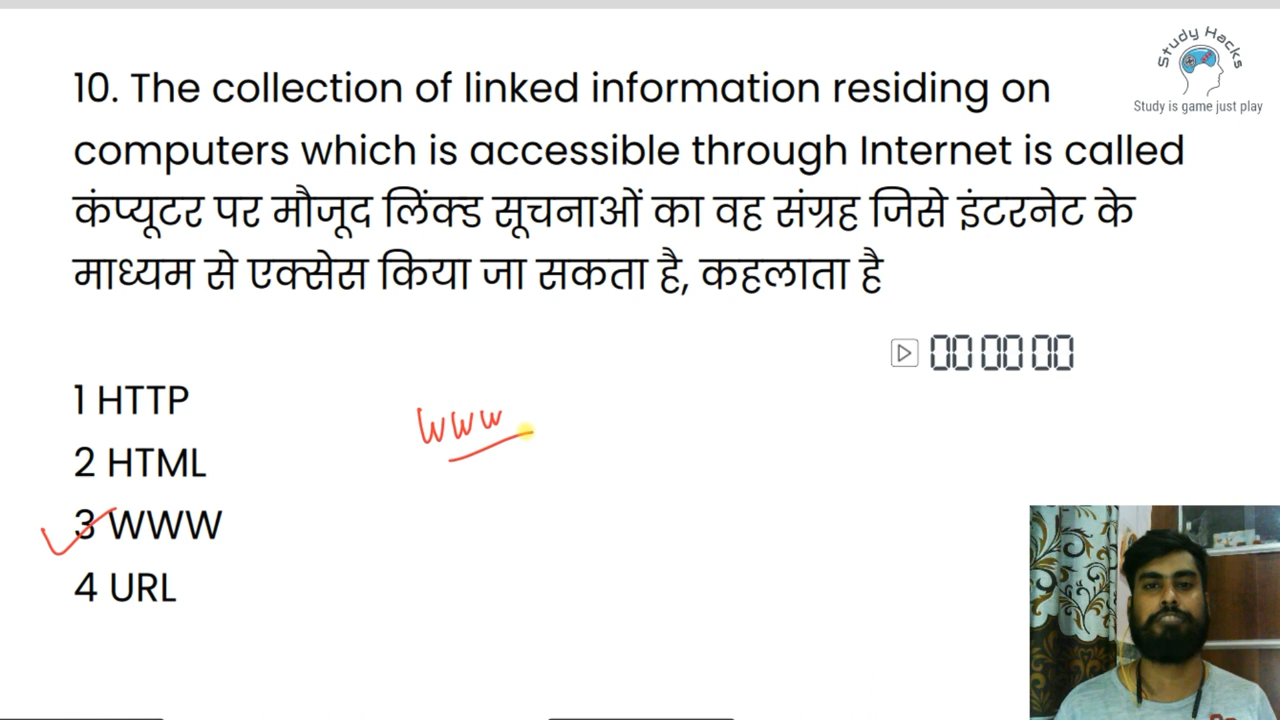 Study Hacks
Study is game just play
10. The collection of linked information residing on
computers which is accessible through Internet is called
कंप्यूटर पर मौजूद लिंक्ड सूचनाओं का वह संग्रह जिसे इंटरनेट के
माध्यम से एक्सेस किया जा सकता है, कहलाता है
00 00 00
1 HTTP
www
2 HTML
3 WWW
4 URL